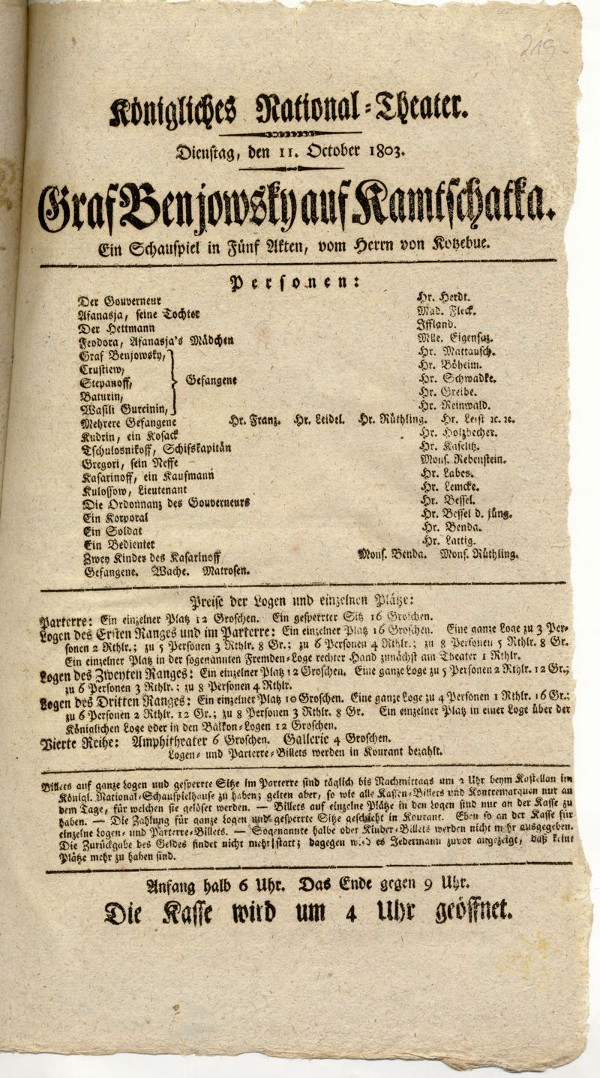 219.
Königliches National-Theater.
Dienstag, den 11. October 1803.
Graf Benjowsky auf Kamtschatka.
Ein Schauspiel in Fünf Akten, vom Herrn von Kotzebue.
Personen:
Der Gouverneur Hr. Herdt.
Afanasja, seine Tochter Mad. Fleck.
Der Hettmann Iffland.
Feodora, Afanasja's Mädchen Mlle. Eigensaz.
Graf Benjowsky, Hr. Mattausch.
Crustiew, Hr. Böheim.
Stepanoff, Gefangene Hr. Schwadke.
Baturin, Hr. Greibe.
Wasili Gurcinin, Hr. Reinwald.
Mehrere Gefangene Hr. Franz. Hr. Leidel. Hr. Rüthling. Hr. Leist ꝛc. ꝛc.
Kudrin, ein Kosack Hr. Holzbecher.
Tschulosnikoff, Schifskapitän Hr. Kaselitz.
Gregori, sein Neffe Mons. Rebenstein.
Kasarinoff, ein Kaufmann Hr. Labes.
Kulossow, Lieutenant Hr. Lemcke.
Die Ordonnanz des Gouverneurs Hr. Bessel.
Ein Korporal Hr. Bessel d. jüng.
Ein Soldat Hr. Benda.
Ein Bedienter Hr. Lattig.
Zwey Kinder des Kasarinoff Mons. Benda. Mons. Rüthling.
Gefangene. Wache. Matrosen.
Preise der Logen und einzelnen Plätze:
Parterre: Ein einzelner Platz 12 Groschen. Ein gesperrter Sitz 16 Groschen.
Logen des Ersten Ranges und im Parterre: Ein einzelner Platz 16 Groschen. Eine ganze Loge zu 3 Per-
sonen 2 Rthlr.; zu 5 Personen 3 Rthlr. 8 Gr.; zu 6 Personen 4 Rthlr.; zu 8 Personen 5 Rthlr. 8 Gr.
Ein einzelner Platz in der sogenannten Fremden-Loge rechter Hand zunächst am Theater 1 Rthlr.
Logen des Zweyten Ranges: Ein einzelner Platz 12 Groschen. Eine ganze Loge zu 5 Personen 2 Rthlr. 12 Gr.;
zu 6 Personen 3 Rthlr.; zu 8 Personen 4 Rthlr.
Logen des Dritten Ranges: Ein einzelner Platz 10 Groschen. Eine ganze Loge zu 4 Personen 1 Rthlr. 16 Gr.;
zu 6 Personen 2 Rthlr. 12 Gr.; zu 8 Personen 3 Rthlr. 8 Gr. Ein einzelner Platz in einer Loge über der
Königlichen Loge oder in den Balkon-Logen 12 Groschen.
Vierte Reihe: Amphitheater 6 Groschen. Gallerie 4 Groschen.
Logen- und Parterre-Billets werden in Kourant bezahlt.
Billets auf ganze Logen und gesperrte Sitze im Parterre sind täglich bis Nachmittags um 2 Uhr beym Kastellan im
Königl. National-Schauspielhause zu haben; gelten aber, so wie alle Kassen-Billets und Kontremarquen nur an
dem Tage, für welchen sie gelöset werden. — Billets auf einzelne Plätze in den Logen sind nur an der Kasse zu
haben. — Die Zahlung für ganze Logen und gesperrte Sitze geschieht in Kourant. Eben so an der Kasse für
einzelne Logen- und Parterre-Billets. — Sogenannte halbe oder Kinder-Billets werden nicht mehr ausgegeben.
Die Zurückgabe des Geldes findet nicht mehr statt; dagegen wird es Jedermann zuvor angezeigt, daß keine
Plätze mehr zu haben sind.
Anfang halb 6 Uhr. Das Ende gegen 9 Uhr.
Die Kasse wird um 4 Uhr geöffnet.